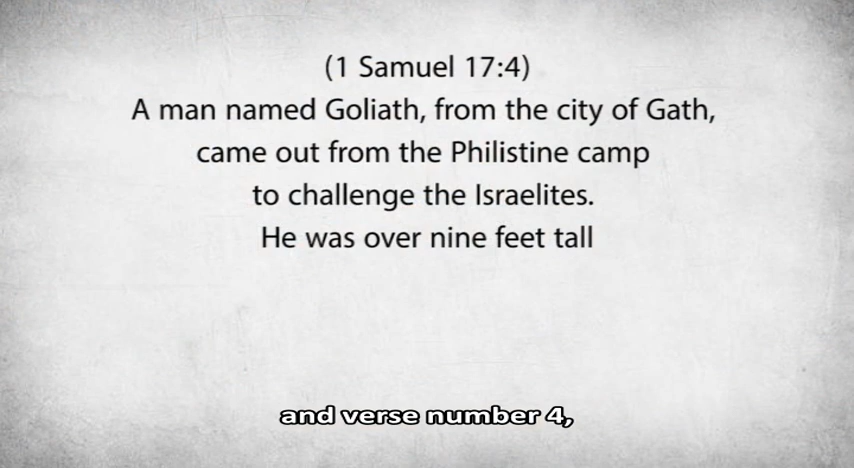 (1 Samuel 17:4)
A man named Goliath, from the city of Gath,
came out from the Philistine camp
to challenge the Israelites.
He was over nine feet tall
and verse number 4,